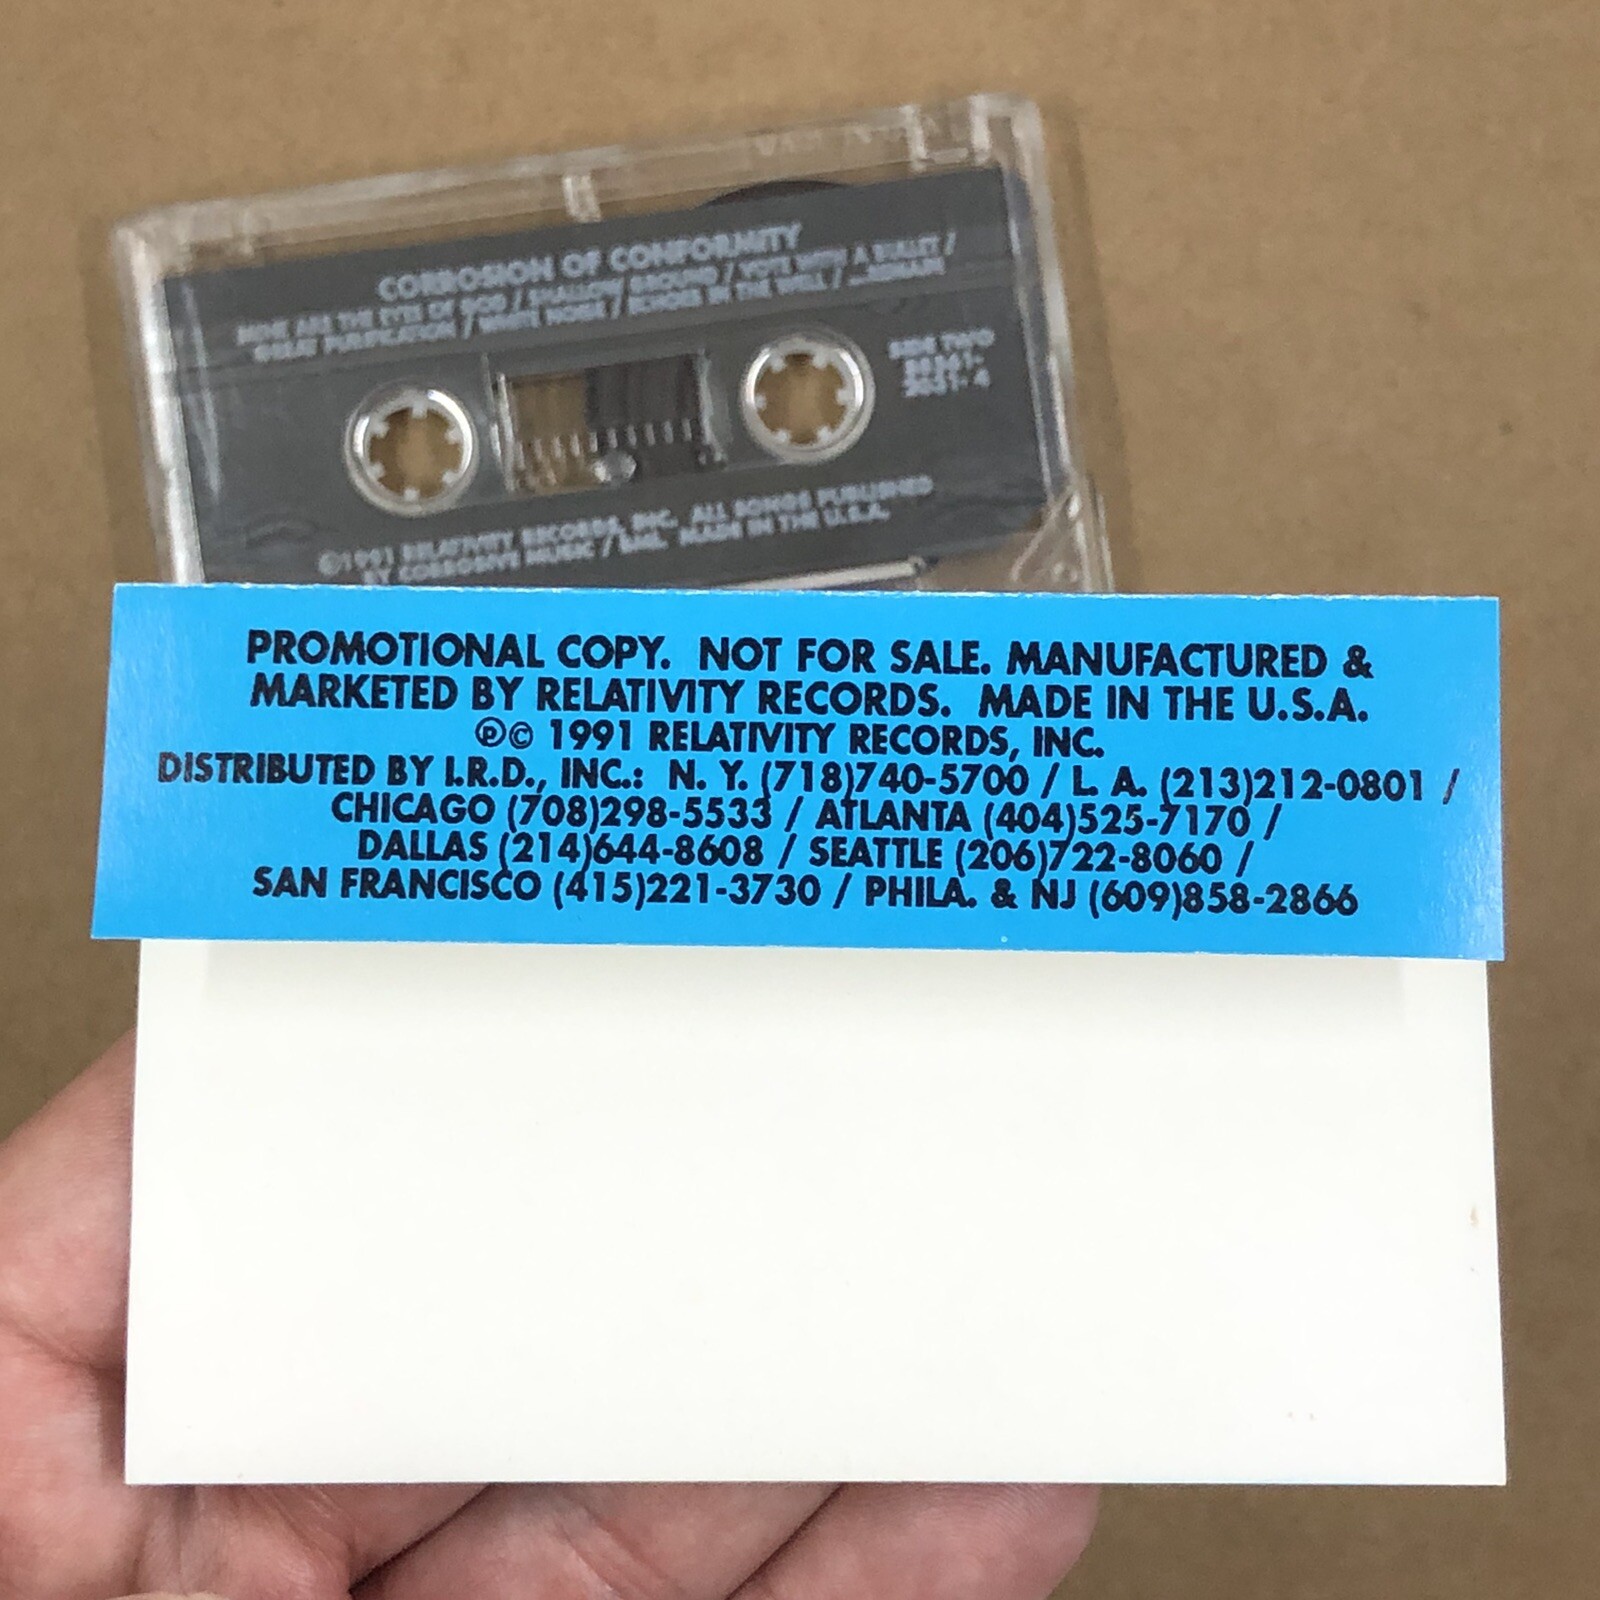 CORROSION OF CONFORMITY
MINE ARE THE EYES OF GOD / SHALLOW GROUND / VOTE WITH A BULLET /
GREAT PURIFICATION / WHITE NOISE / ECHOES IN THE WELL / ...REMAIN
SIDE TWO
88561-
2031-4
©1991 RELATIVITY RECORDS, INC. ALL SONGS PUBLISHED
BY CORROSIVE MUSIC / BMI. MADE IN THE U.S.A.
PROMOTIONAL COPY. NOT FOR SALE. MANUFACTURED &
MARKETED BY RELATIVITY RECORDS. MADE IN THE U.S.A.
℗© 1991 RELATIVITY RECORDS, INC.
DISTRIBUTED BY I.R.D., INC.: N. Y. (718)740-5700 / L. A. (213)212-0801 /
CHICAGO (708)298-5533 / ATLANTA (404)525-7170 /
DALLAS (214)644-8608 / SEATTLE (206)722-8060 /
SAN FRANCISCO (415)221-3730 / PHILA. & NJ (609)858-2866